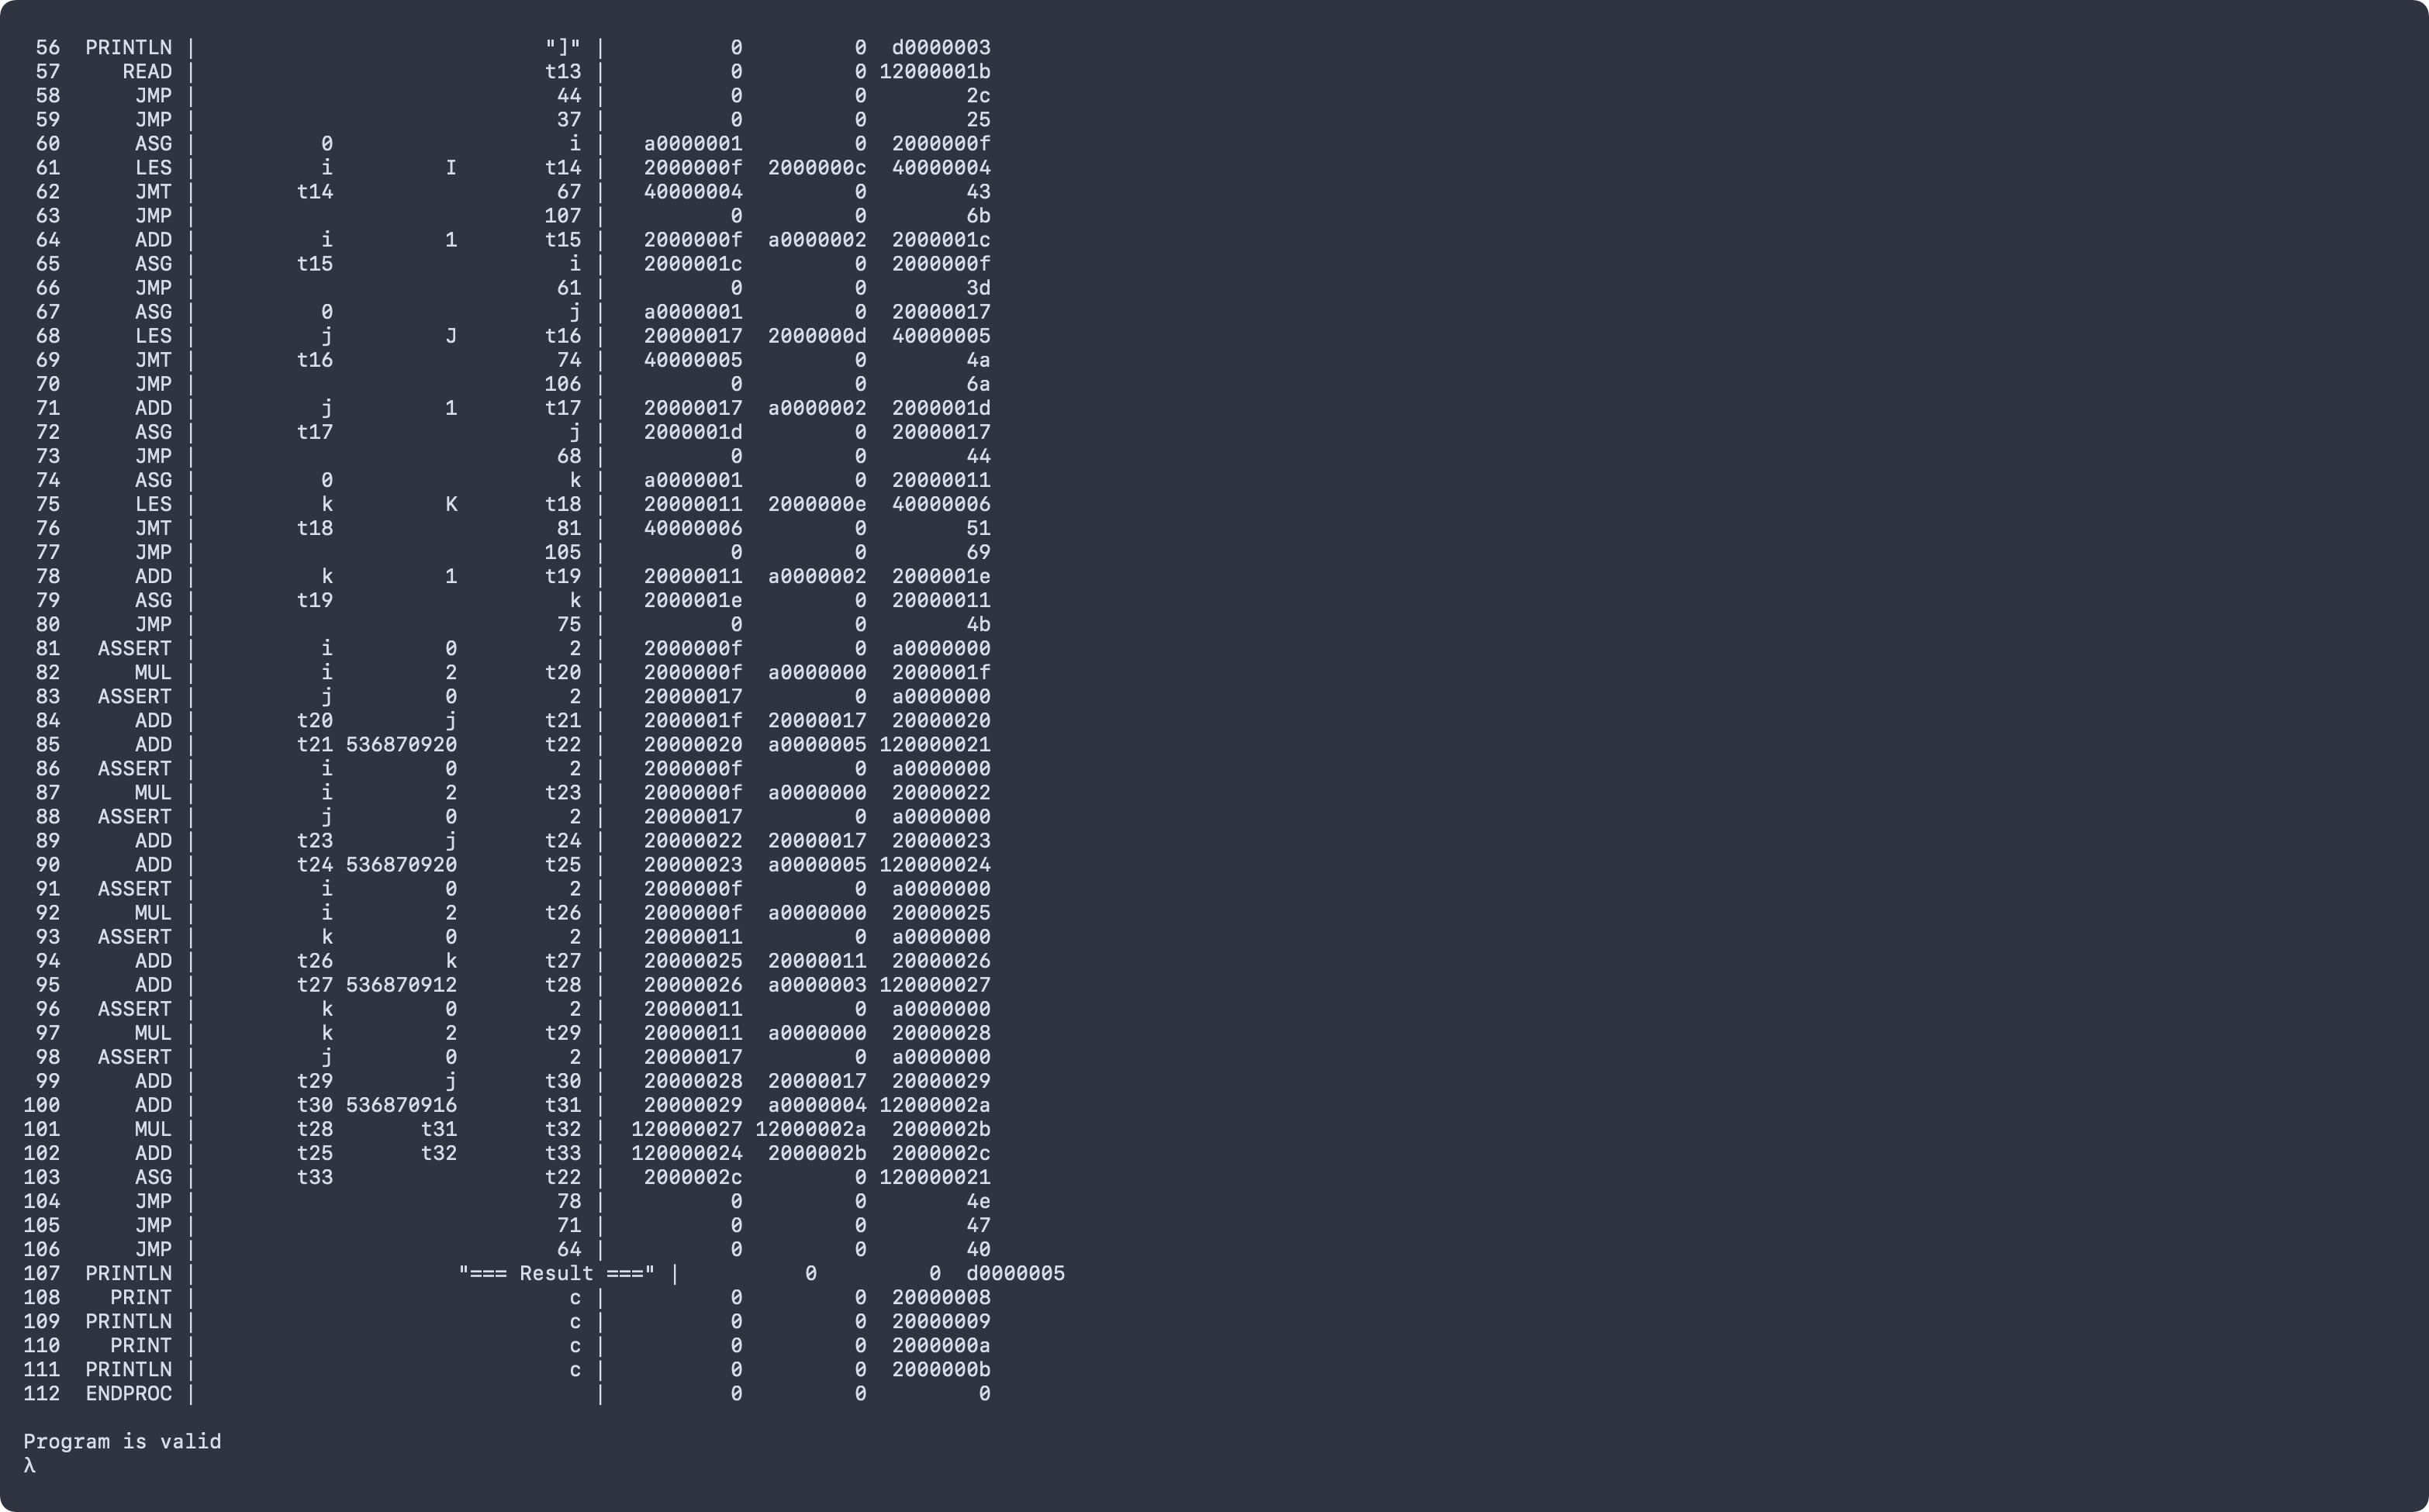 56  PRINTLN |                            "]" |          0         0  d0000003
 57     READ |                            t13 |          0         0 12000001b
 58      JMP |                             44 |          0         0        2c
 59      JMP |                             37 |          0         0        25
 60      ASG |          0                   i |   a0000001         0  2000000f
 61      LES |          i         I       t14 |   2000000f  2000000c  40000004
 62      JMT |        t14                  67 |   40000004         0        43
 63      JMP |                            107 |          0         0        6b
 64      ADD |          i         1       t15 |   2000000f  a0000002  2000001c
 65      ASG |        t15                   i |   2000001c         0  2000000f
 66      JMP |                             61 |          0         0        3d
 67      ASG |          0                   j |   a0000001         0  20000017
 68      LES |          j         J       t16 |   20000017  2000000d  40000005
 69      JMT |        t16                  74 |   40000005         0        4a
 70      JMP |                            106 |          0         0        6a
 71      ADD |          j         1       t17 |   20000017  a0000002  2000001d
 72      ASG |        t17                   j |   2000001d         0  20000017
 73      JMP |                             68 |          0         0        44
 74      ASG |          0                   k |   a0000001         0  20000011
 75      LES |          k         K       t18 |   20000011  2000000e  40000006
 76      JMT |        t18                  81 |   40000006         0        51
 77      JMP |                            105 |          0         0        69
 78      ADD |          k         1       t19 |   20000011  a0000002  2000001e
 79      ASG |        t19                   k |   2000001e         0  20000011
 80      JMP |                             75 |          0         0        4b
 81   ASSERT |          i         0         2 |   2000000f         0  a0000000
 82      MUL |          i         2       t20 |   2000000f  a0000000  2000001f
 83   ASSERT |          j         0         2 |   20000017         0  a0000000
 84      ADD |        t20         j       t21 |   2000001f  20000017  20000020
 85      ADD |        t21 536870920       t22 |   20000020  a0000005 120000021
 86   ASSERT |          i         0         2 |   2000000f         0  a0000000
 87      MUL |          i         2       t23 |   2000000f  a0000000  20000022
 88   ASSERT |          j         0         2 |   20000017         0  a0000000
 89      ADD |        t23         j       t24 |   20000022  20000017  20000023
 90      ADD |        t24 536870920       t25 |   20000023  a0000005 120000024
 91   ASSERT |          i         0         2 |   2000000f         0  a0000000
 92      MUL |          i         2       t26 |   2000000f  a0000000  20000025
 93   ASSERT |          k         0         2 |   20000011         0  a0000000
 94      ADD |        t26         k       t27 |   20000025  20000011  20000026
 95      ADD |        t27 536870912       t28 |   20000026  a0000003 120000027
 96   ASSERT |          k         0         2 |   20000011         0  a0000000
 97      MUL |          k         2       t29 |   20000011  a0000000  20000028
 98   ASSERT |          j         0         2 |   20000017         0  a0000000
 99      ADD |        t29         j       t30 |   20000028  20000017  20000029
100      ADD |        t30 536870916       t31 |   20000029  a0000004 12000002a
101      MUL |        t28       t31       t32 |  120000027 12000002a  2000002b
102      ADD |        t25       t32       t33 |  120000024  2000002b  2000002c
103      ASG |        t33                 t22 |   2000002c         0 120000021
104      JMP |                             78 |          0         0        4e
105      JMP |                             71 |          0         0        47
106      JMP |                             64 |          0         0        40
107  PRINTLN |                     "=== Result ===" |          0         0  d0000005
108    PRINT |                              c |          0         0  20000008
109  PRINTLN |                              c |          0         0  20000009
110    PRINT |                              c |          0         0  2000000a
111  PRINTLN |                              c |          0         0  2000000b
112  ENDPROC |                                |          0         0         0
Program is valid
λ